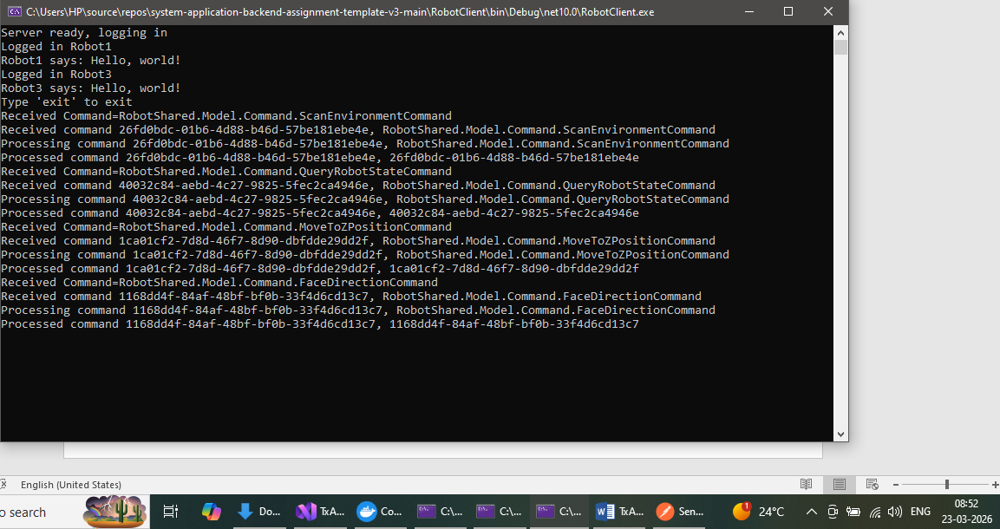 C:\Users\HP\source\repos\system-application-backend-assignment-template-v3-main\RobotClient\bin\Debug\net10.0\RobotClient.exe
Server ready, logging in
Logged in Robot1
Robot1 says: Hello, world!
Logged in Robot3
Robot3 says: Hello, world!
Type 'exit' to exit
Received Command=RobotShared.Model.Command.ScanEnvironmentCommand
Received command 26fd0bdc-01b6-4d88-b46d-57be181ebe4e, RobotShared.Model.Command.ScanEnvironmentCommand
Processing command 26fd0bdc-01b6-4d88-b46d-57be181ebe4e, RobotShared.Model.Command.ScanEnvironmentCommand
Processed command 26fd0bdc-01b6-4d88-b46d-57be181ebe4e, 26fd0bdc-01b6-4d88-b46d-57be181ebe4e
Received Command=RobotShared.Model.Command.QueryRobotStateCommand
Received command 40032c84-aebd-4c27-9825-5fec2ca4946e, RobotShared.Model.Command.QueryRobotStateCommand
Processing command 40032c84-aebd-4c27-9825-5fec2ca4946e, RobotShared.Model.Command.QueryRobotStateCommand
Processed command 40032c84-aebd-4c27-9825-5fec2ca4946e, 40032c84-aebd-4c27-9825-5fec2ca4946e
Received Command=RobotShared.Model.Command.MoveToZPositionCommand
Received command 1ca01cf2-7d8d-46f7-8d90-dbfdde29dd2f, RobotShared.Model.Command.MoveToZPositionCommand
Processing command 1ca01cf2-7d8d-46f7-8d90-dbfdde29dd2f, RobotShared.Model.Command.MoveToZPositionCommand
Processed command 1ca01cf2-7d8d-46f7-8d90-dbfdde29dd2f, 1ca01cf2-7d8d-46f7-8d90-dbfdde29dd2f
Received Command=RobotShared.Model.Command.FaceDirectionCommand
Received command 1168dd4f-84af-48bf-bf0b-33f4d6cd13c7, RobotShared.Model.Command.FaceDirectionCommand
Processing command 1168dd4f-84af-48bf-bf0b-33f4d6cd13c7, RobotShared.Model.Command.FaceDirectionCommand
Processed command 1168dd4f-84af-48bf-bf0b-33f4d6cd13c7, 1168dd4f-84af-48bf-bf0b-33f4d6cd13c7
English (United States)
o search
Do...
TxA...
Co...
C:\...
C:\...
C:\...
TxA...
Sen...
1
24°C
ENG
08:52
23-03-2026